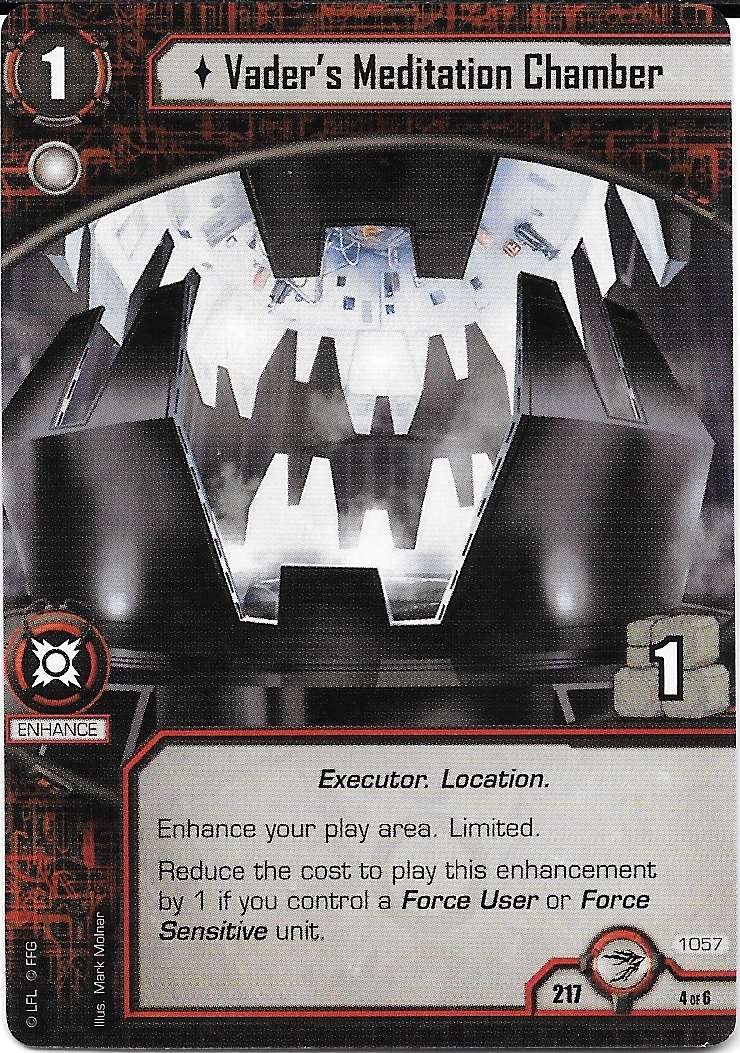 1
Vader's Meditation Chamber
1
ENHANCE
Executor. Location.
Enhance your play area. Limited.
Reduce the cost to play this enhancement
by 1 if you control a Force User or Force
Sensitive unit.
© LFL © FFG
Illus. Mark Molnar
1057
217
4 OF 6